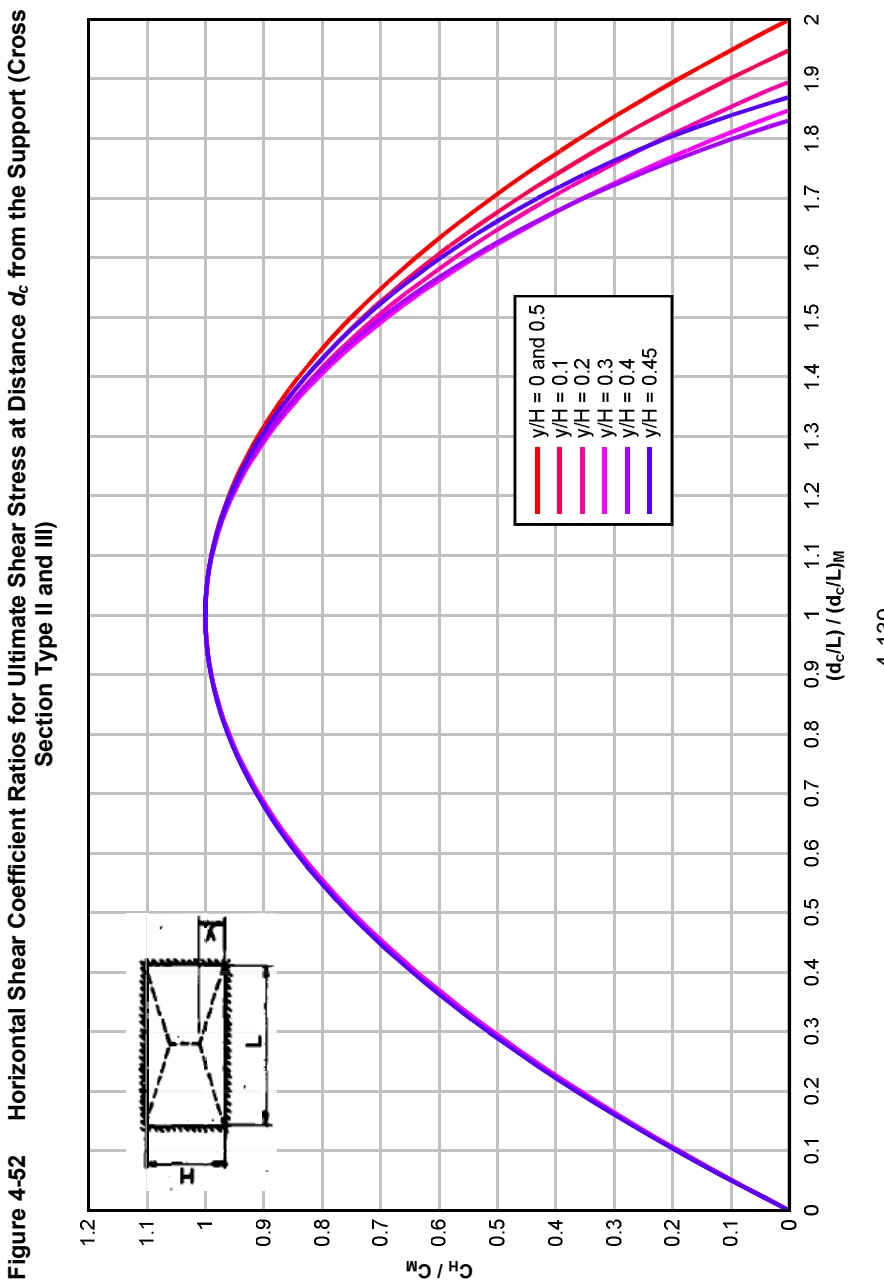 Figure 4-52 Horizontal Shear Coefficient Ratios for Ultimate Shear Stress at Distance dc from the Support (Cross
Section Type II and III)
1.2
1.1
1
0.9
0.8
0.7
0.6
0.5
0.4
0.3
0.2
0.1
0
CH / CM
H
L
y
y/H = 0 and 0.5
y/H = 0.1
y/H = 0.2
y/H = 0.3
y/H = 0.4
y/H = 0.45
0 0.1 0.2 0.3 0.4 0.5 0.6 0.7 0.8 0.9 1 1.1 1.2 1.3 1.4 1.5 1.6 1.7 1.8 1.9 2
(dc/L) / (dc/L)M